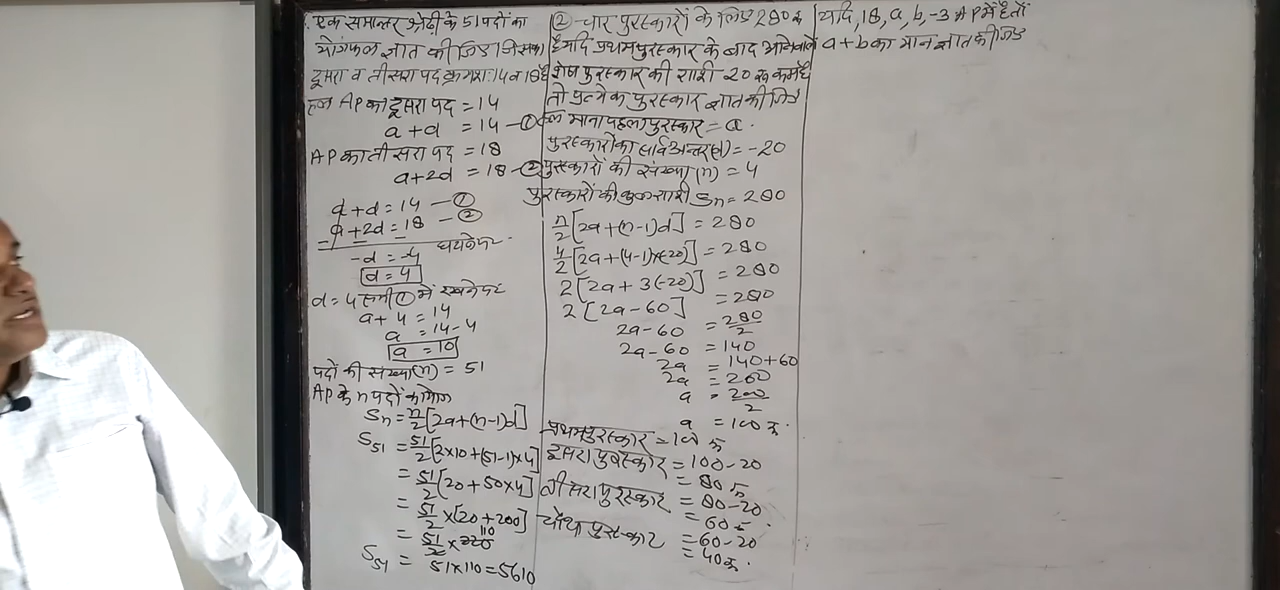 एक समान्तर श्रेढ़ी के 51 पदों का
योगफल ज्ञात कीजिए जिसका
दूसरा व तीसरा पद क्रमशः 14 व 18 है
हल AP का दूसरा पद = 14
a + d = 14 - ①
AP का तीसरा पद = 18
a + 2d = 18 - ②
a + d = 14 - ①
a + 2d = 18 - ②
घटाने पर
-d = -4
d = 4
d = 4 समी ① में रखने पर
a + 4 = 14
a = 14 - 4
a = 10
पदों की संख्या (n) = 51
AP के n पदों का योग
Sn = n/2 [2a + (n-1)d]
S51 = 51/2 [2×10 + (51-1)×4]
= 51/2 [20 + 50×4]
= 51/2 × [20 + 200]
= 51/2 × 220 110
S51 = 51×110 = 5610
② चार पुरस्कारों के लिए 280 रु
है यदि प्रथम पुरस्कार के बाद आने वाले
शेष पुरस्कार की राशी 20 रु कम है
तो प्रत्येक पुरस्कार ज्ञात कीजिए
हल माना पहला पुरस्कार = a.
पुरस्कारों का सार्वअन्तर (d) = -20
पुरस्कारों की संख्या (n) = 4
पुरस्कारों की कुल राशी Sn = 280
n/2 [2a + (n-1)d] = 280
4/2 [2a + (4-1)×(-20)] = 280
2 [2a + 3(-20)] = 280
2 [2a - 60] = 280
2a - 60 = 280/2
2a - 60 = 140
2a = 140 + 60
2a = 200
a = 200/2
a = 100 रु.
प्रथम पुरस्कार = 100 रु
दूसरा पुरस्कार = 100 - 20
= 80 रु
तीसरा पुरस्कार = 80 - 20
= 60 रु.
चौथा पुरस्कार = 60 - 20
= 40 रु.
यदि, 18, a, b, -3 AP में है तो
a + b का मान ज्ञात कीजिए